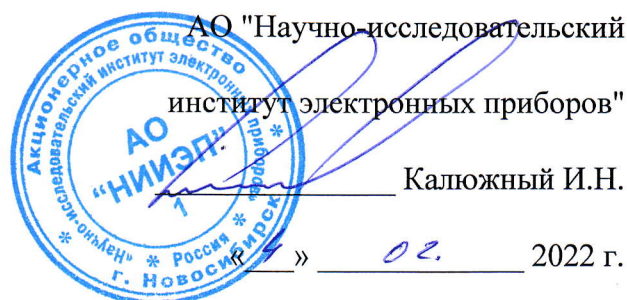 АО "Научно-исследовательский
институт электронных приборов"
Калюжный И.Н.
«4» 02. 2022 г.
Акционерное общество
«Научно-исследовательский институт электронных приборов»
АО
"НИИЭП"
1
* Россия *
г. Новосибирск